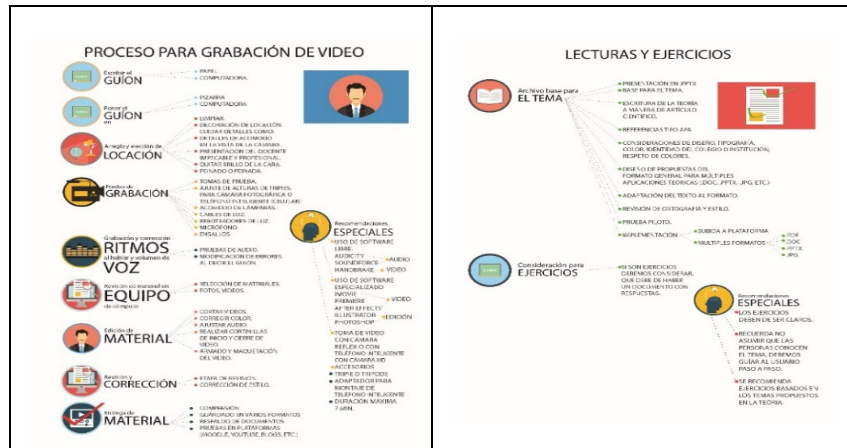 PROCESO PARA GRABACIÓN DE VIDEO
Escribir el
GUÍON
PAPEL
COMPUTADORA.
Poner el
GUÍON
en
PIZARRA
COMPUTADORA
Arreglo y elección de
LOCACIÓN
LIMPIAR.
DECORACIÓN DE LOCACIÓN.
CUIDAR DETALLES COMO:
DETALLES DE ACOMODO
EN LA VISTA DE LA CÁMARA.
PRESENTACIÓN DEL DOCENTE
IMPECABLE Y PROFESIONAL.
QUITAR BRILLO DE LA CARA.
PEINADO O PEINADA.
Pruebas de
GRABACIÓN
TOMAS DE PRUEBA.
AJUSTE DE ALTURAS DE TRIPIES,
PARA CÁMARA FOTOGRÁFICA O
TELÉFONO INTELIGENTE (CELULAR)
ACOMODO DE LÁMPARAS.
CABLES DE LUZ.
REBOTADORES DE LUZ.
MICRÓFONO.
ENSAYOS
Grabación y corrección
RITMOS
al hablar y volumen de
VOZ
PRUEBAS DE AUDIO.
MODIFICACIÓN DE ERRORES
AL DECIR EL GUIÓN.
Revisión de material en
EQUIPO
de cómputo
SELECCIÓN DE MATERIALES.
FOTOS, VIDEOS.
Edición de
MATERIAL
CORTAR VIDEOS.
CORREGIR COLOR.
AJUSTAR AUDIO.
REALIZAR CORTINILLAS
DE INICIO Y CIERRE DE
VIDEO.
ARMADO Y MAQUETACIÓN
DEL VIDEO.
Revisión y
CORRECCIÓN
ETAPA DE REVISIÓN.
CORRECCIÓN DE ESTILO.
Entrega de
MATERIAL
COMPRESIÓN
GUARDADO EN VARIOS FORMATOS
RESPALDO DE DOCUMENTOS
PRUEBAS EN PLATAFORMAS
(MOODLE, YOUTUBE, BLOGS, ETC.)
Recomendaciones
ESPECIALES
USO DE SOFTWARE
LIBRE.
AUDICITY
SOUNDFORCE
HANDBRAKE
AUDIO
VIDEO
USO DE SOFTWARE
ESPECIALIZADO
IMOVIE
PREMIERE
AFTER EFFECTS
ILLUSTRATOR
PHOTOSHOP
VIDEO
EDICIÓN
TOMA DE VIDEO
CON CÁMARA
REFLEX O CON
TELÉFONO INTELIGENTE
CON CÁMARA HD
ACCESORIOS
TRIPIE O TRIPODE
ADAPTADOR PARA
MONTAJE DE
TELÉFONO INTELIGENTE
DURACIÓN MÁXIMA
7 MIN.
LECTURAS Y EJERCICIOS
Archivo base para
EL TEMA
PRESENTACIÓN EN .PPTX
BASE PARA EL TEMA.
ESCRITURA DE LA TEORÍA
A MANERA DE ARTÍCULO
CIENTÍFICO.
REFERENCIAS TIPO APA.
CONSIDERACIONES DE DISEÑO, TIPOGRAFÍA,
COLOR, IDENTIDAD DEL COLEGIO O INSTITUCIÓN,
RESPETO DE COLORES.
DISEÑO DE PROPUESTAS DEL
FORMATO GENERAL PARA MÚLTIPLES
APLICACIONES TEÓRICAS (.DOC, .PPTX, .JPG, ETC.)
ADAPTACIÓN DEL TEXTO AL FORMATO.
REVISIÓN DE ORTOGRAFÍA Y ESTILO.
PRUEBA PILOTO.
IMPLEMENTACIÓN
SUBIDA A PLATAFORMA
MULTIPLES FORMATOS
PDF
DOC
PPTX
JPG
Consideración para
EJERCICIOS
SI SON EJERCICIOS
DEBEMOS CONSIDERAR,
QUE DEBE DE HABER
UN DOCUMENTO CON
RESPUESTAS.
Recomendaciones
ESPECIALES
LOS EJERCICIOS
DEBEN DE SER CLAROS.
RECUERDA NO
ASUMIR QUE LAS
PERSONAS CONOCEN
EL TEMA, DEBEMOS
GUÍAR AL USUARIO
PASO A PASO.
SE RECOMIENDA
EJERCICIOS BASADOS EN
LOS TEMAS PROPUESTOS
EN LA TEORIA.